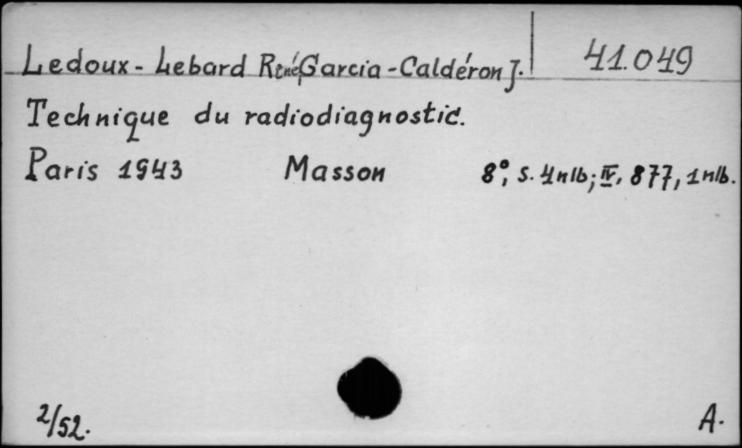 Ledoux-Lebard René, Garcia-Caldéron J. 41.049
Technique du radiodiagnostic.
Paris 1943 Masson 8°, S. 4nlb; IV, 877, 1nlb.
2/52. A.